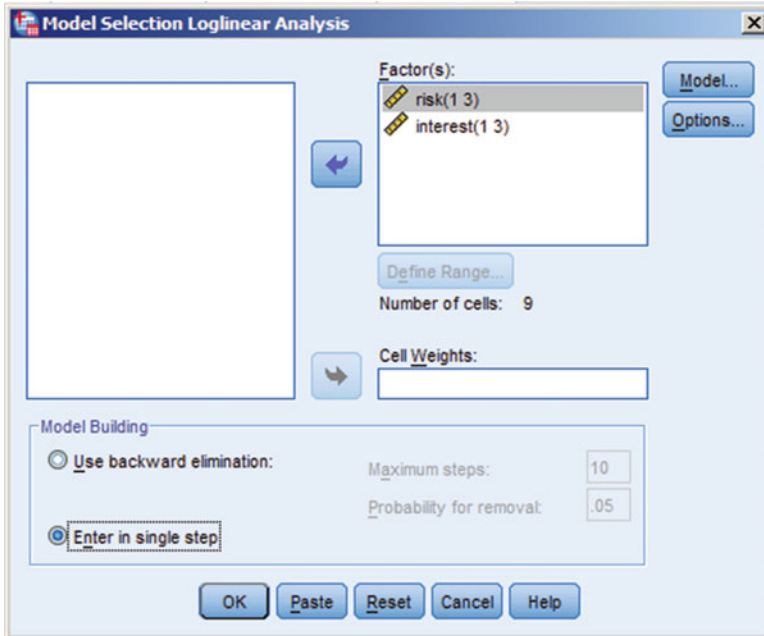 Model Selection Loglinear Analysis
Factor(s):
risk(1 3)
interest(1 3)
Model...
Options...
Define Range...
Number of cells: 9
Cell Weights:
Model Building
Use backward elimination:
Maximum steps: 10
Probability for removal: .05
Enter in single step
OK Paste Reset Cancel Help